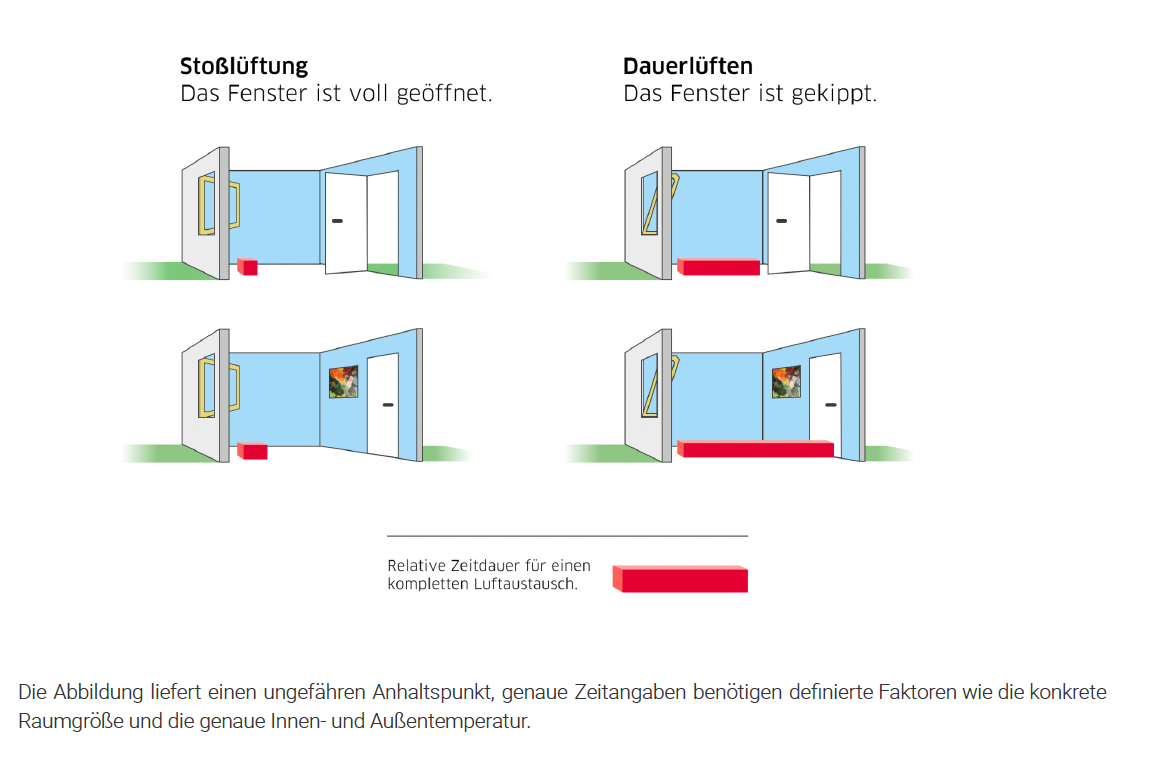 Stoßlüftung
Das Fenster ist voll geöffnet.
Dauerlüften
Das Fenster ist gekippt.
Relative Zeitdauer für einen
kompletten Luftaustausch.
Die Abbildung liefert einen ungefähren Anhaltspunkt, genaue Zeitangaben benötigen definierte Faktoren wie die konkrete
Raumgröße und die genaue Innen- und Außentemperatur.